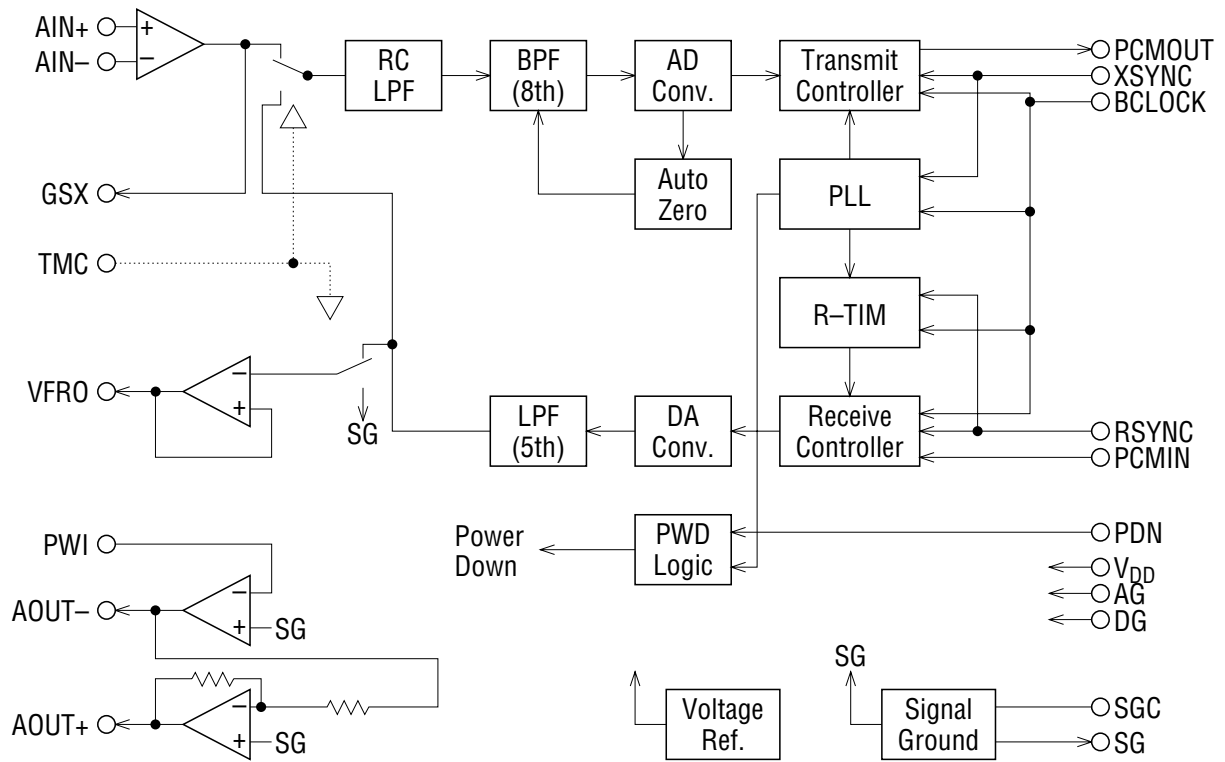 AIN+
+
AIN–
–
RC
LPF
BPF
(8th)
AD
Conv.
Transmit
Controller
PCMOUT
XSYNC
BCLOCK
GSX
Auto
Zero
PLL
TMC
R–TIM
VFRO
–
+
SG
LPF
(5th)
DA
Conv.
Receive
Controller
RSYNC
PCMIN
PWI
Power
Down
PWD
Logic
PDN
VDD
AG
DG
AOUT–
–
+
SG
AOUT+
–
+
SG
Voltage
Ref.
SG
Signal
Ground
SGC
SG